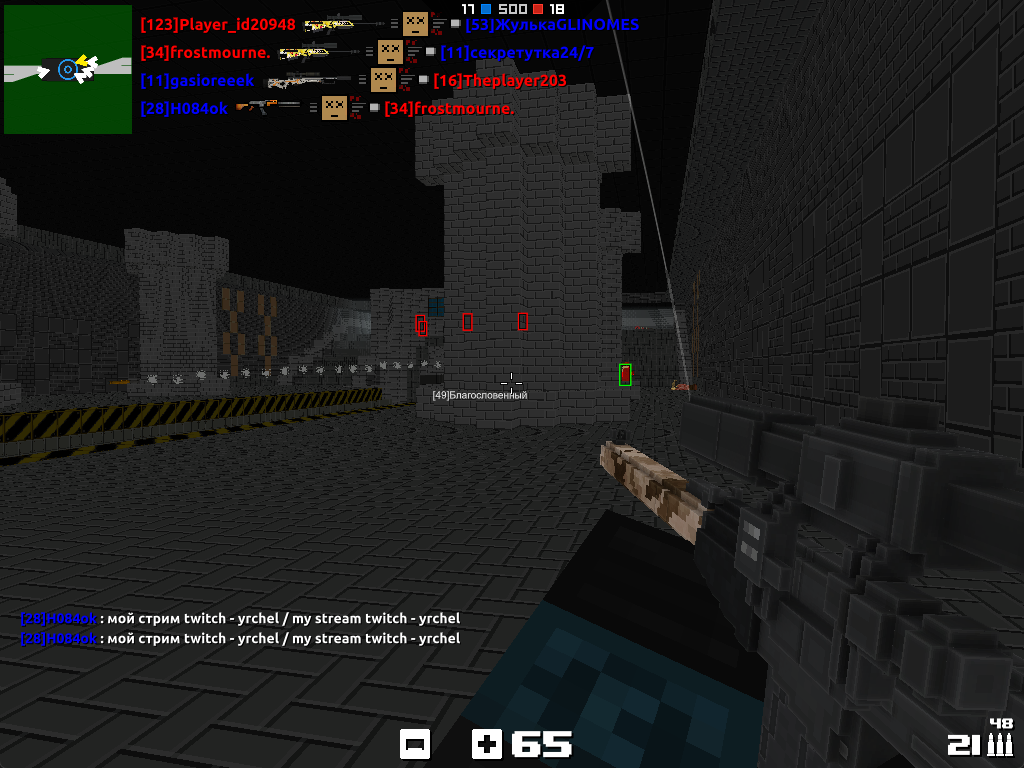 17 500 18
[123]Player_id20948 [53]ЖулькаGLINOMES
[34]frostmourne. [11]секретутка24/7
[11]gasioreeek [16]Theplayer203
[28]H084ok [34]frostmourne.
[49]Благословенный
[28]H084ok : мой стрим twitch - yrchel / my stream twitch - yrchel
[28]H084ok : мой стрим twitch - yrchel / my stream twitch - yrchel
48
65 21